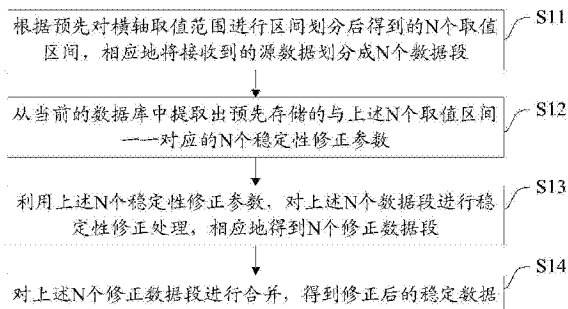 S11
根据预先对横轴取值范围进行区间划分后得到的N个取值
区间，相应地将接收到的源数据划分成N个数据段
S12
从当前的数据库中提取出预先存储的与上述N个取值区间
一一对应的N个稳定性修正参数
S13
利用上述N个稳定性修正参数，对上述N个数据段进行稳
定性修正处理，相应地得到N个修正数据段
S14
对上述N个修正数据段进行合并，得到修正后的稳定数据